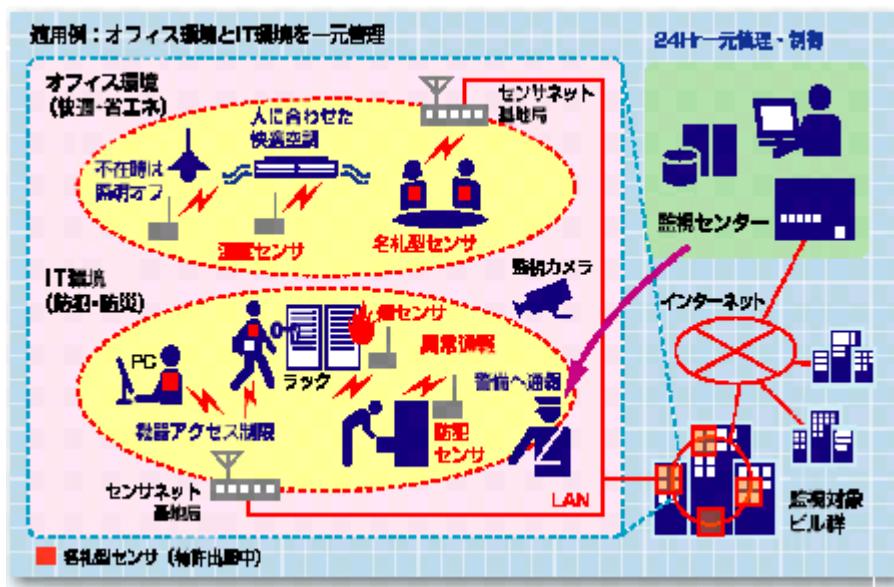 適用例：オフィス環境とIT環境を一元管理
24Hr一元管理・制御
オフィス環境
(快適・省エネ)
人に合わせた
快適空調
センサネット
基地局
不在時は
照明オフ
温度センサ
名札型センサ
監視センター
IT環境
(防犯・防災)
監視カメラ
インターネット
センサ
異常通報
PC
ラック
警備へ通報
機器アクセス制限
防犯
センサ
センサネット
基地局
LAN
監視対象
ビル群
名札型センサ (特許出願中)